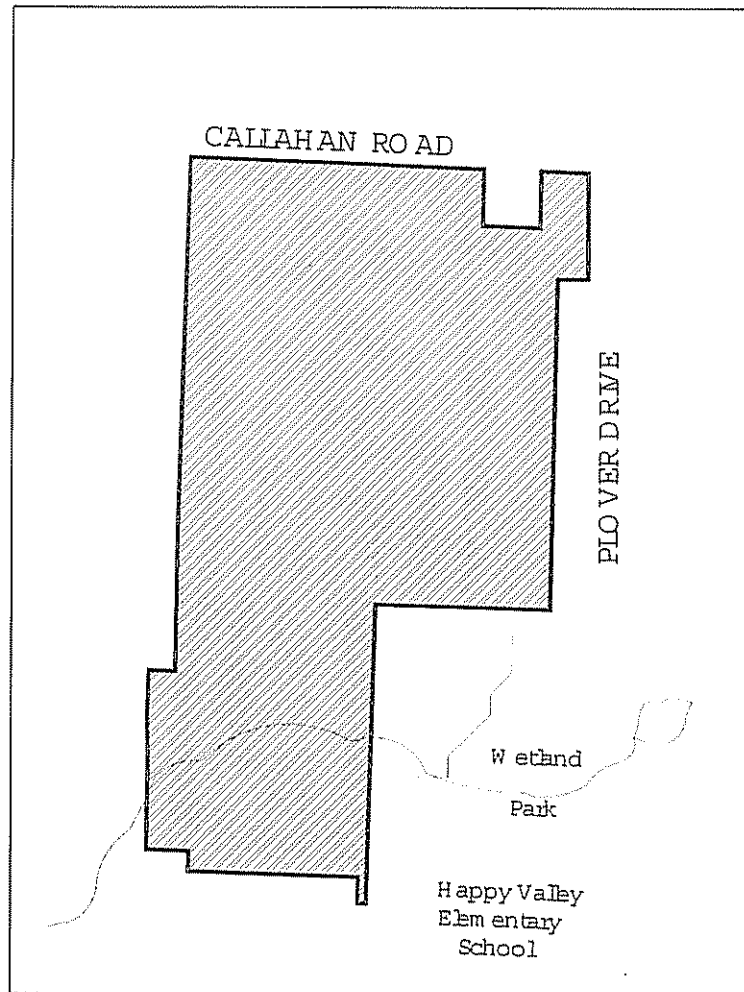 CALLAHAN ROAD
PLOVER DRIVE
Wetland
Park
Happy Valley
Elementary
School